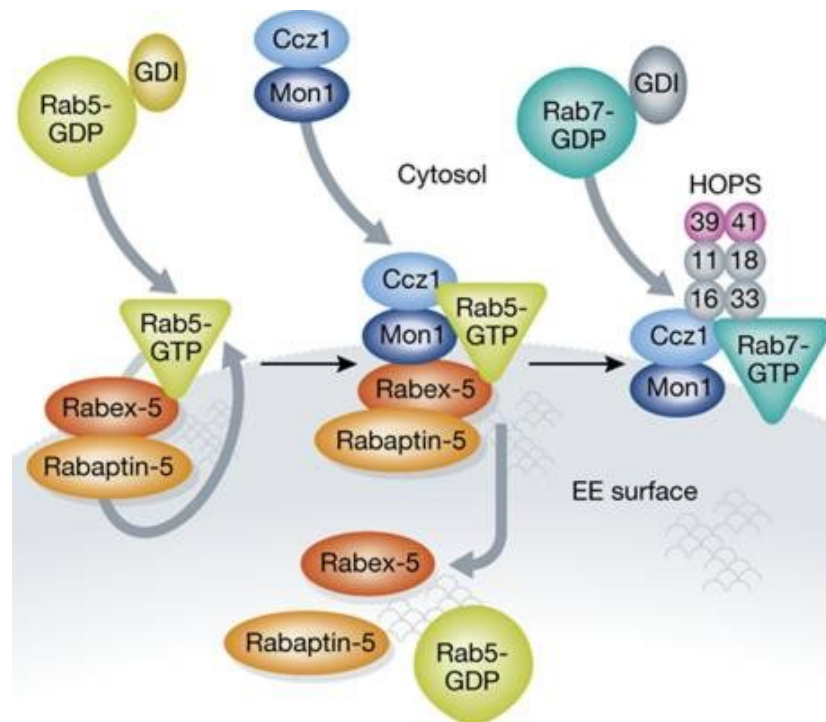 Ccz1
Mon1
GDI
Rab5-
GDP
GDI
Rab7-
GDP
Cytosol
HOPS
39 41
11 18
16 33
Rab5-
GTP
Rabex-5
Rabaptin-5
Ccz1
Mon1
Rab5-
GTP
Rabex-5
Rabaptin-5
Ccz1
Mon1
Rab7-
GTP
EE surface
Rabex-5
Rabaptin-5
Rab5-
GDP